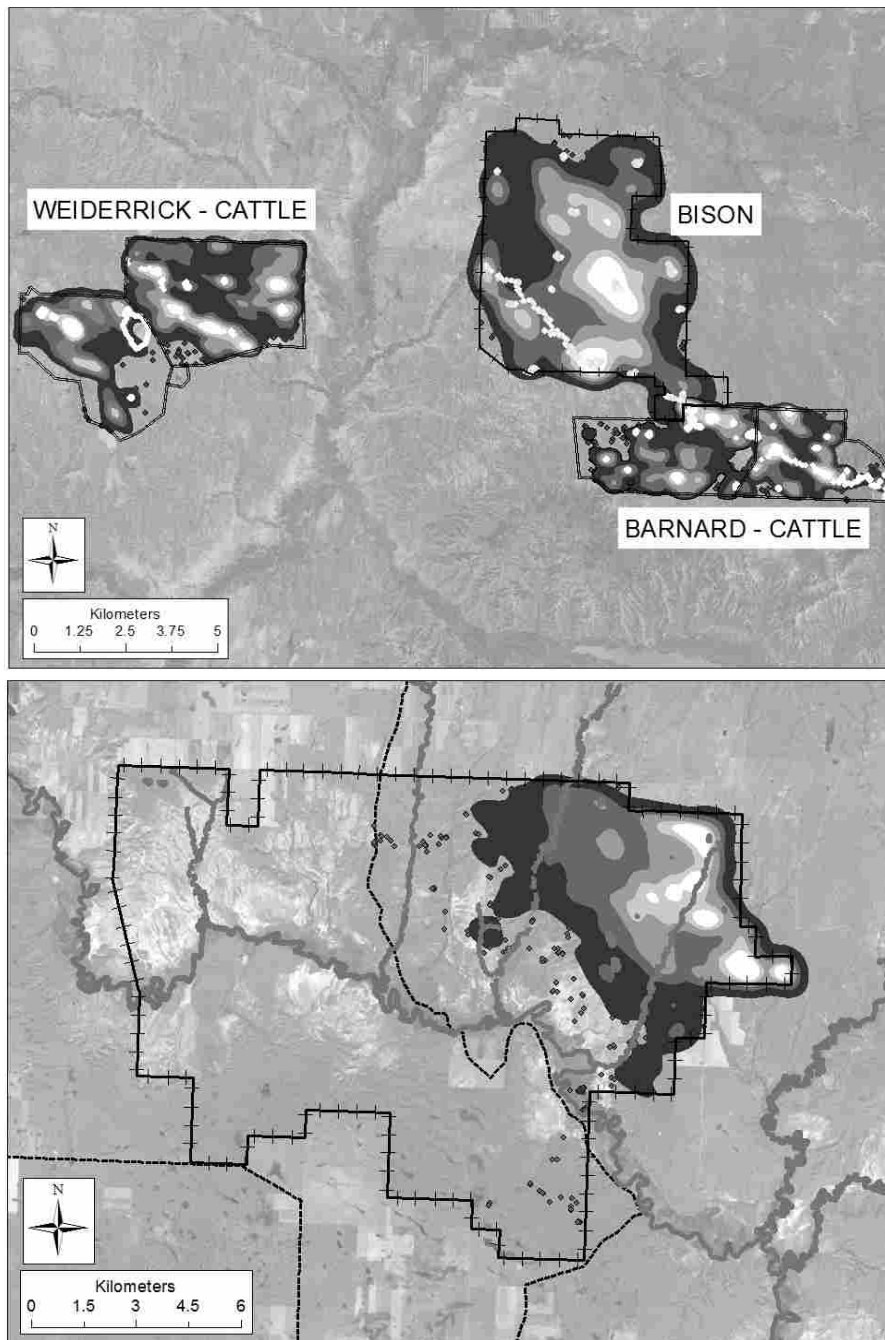 WEIDERRICK - CATTLE
BISON
BARNARD - CATTLE
N
Kilometers
0 1.25 2.5 3.75 5
N
Kilometers
0 1.5 3 4.5 6